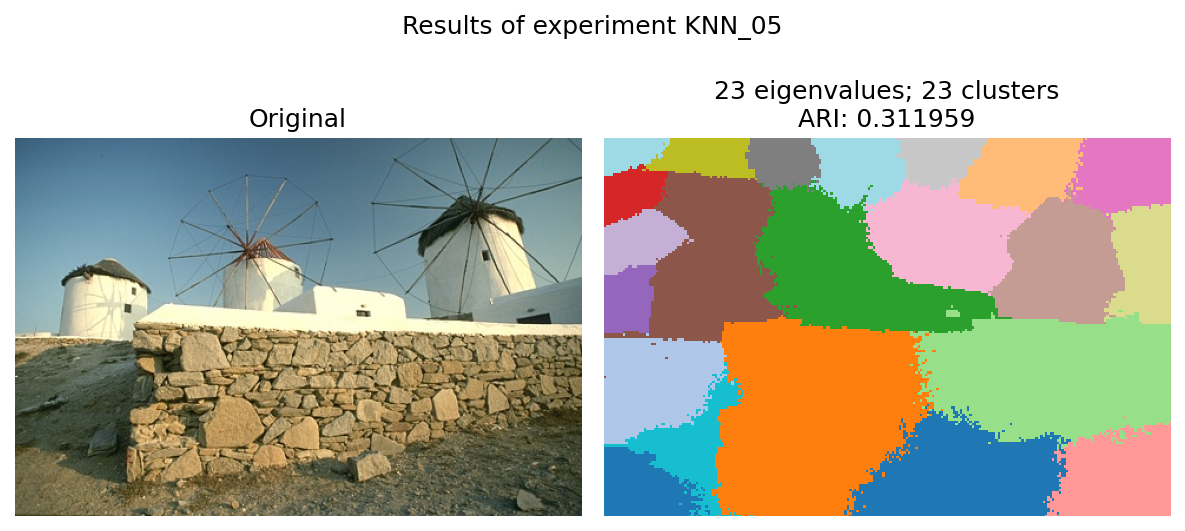 Results of experiment KNN_05
Original
23 eigenvalues; 23 clusters
ARI: 0.311959